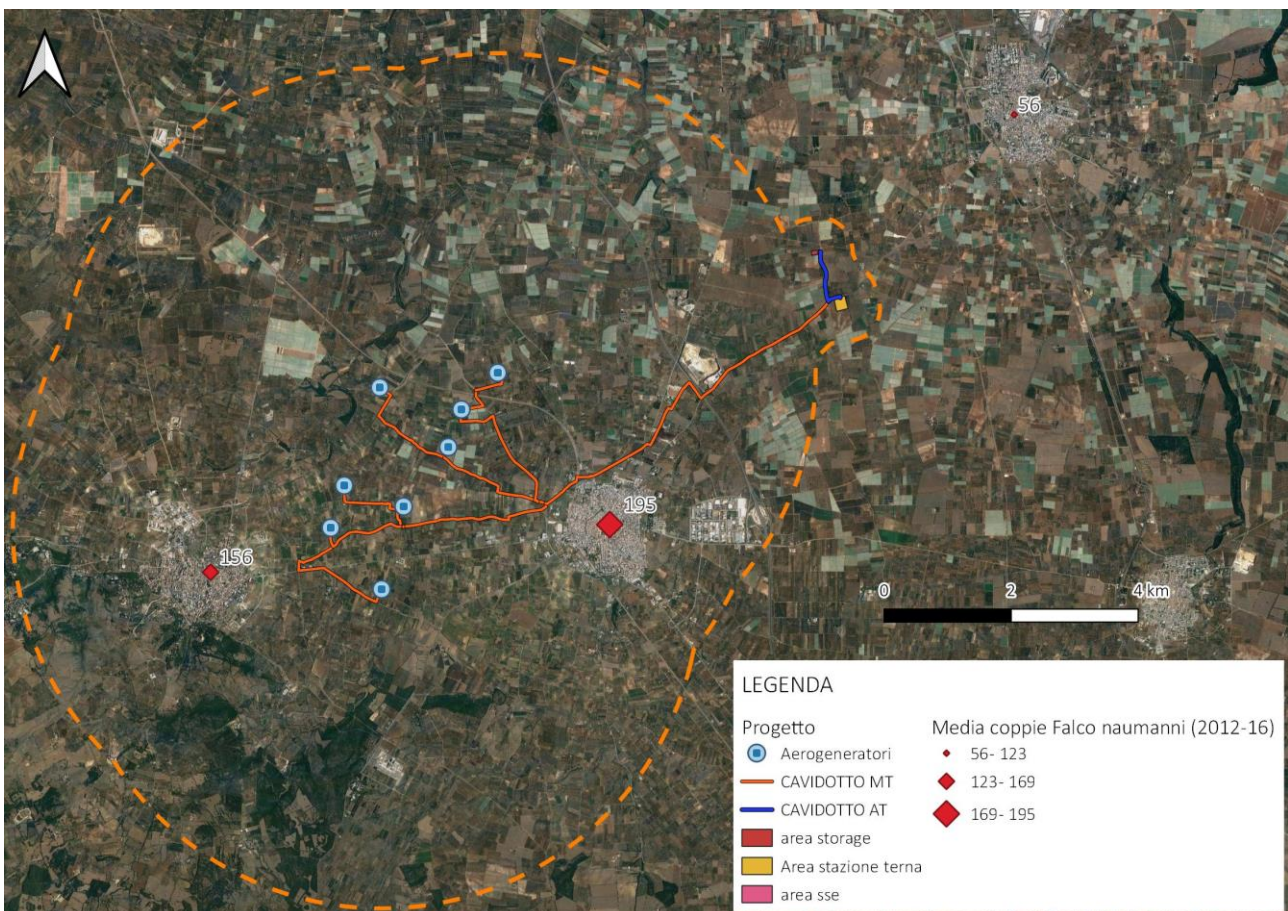 56
195
156
0 2 4 km
LEGENDA
Progetto
Aerogeneratori
CAVIDOTTO MT
CAVIDOTTO AT
area storage
Area stazione terna
area sse
Media coppie Falco naumanni (2012-16)
56- 123
123- 169
169- 195